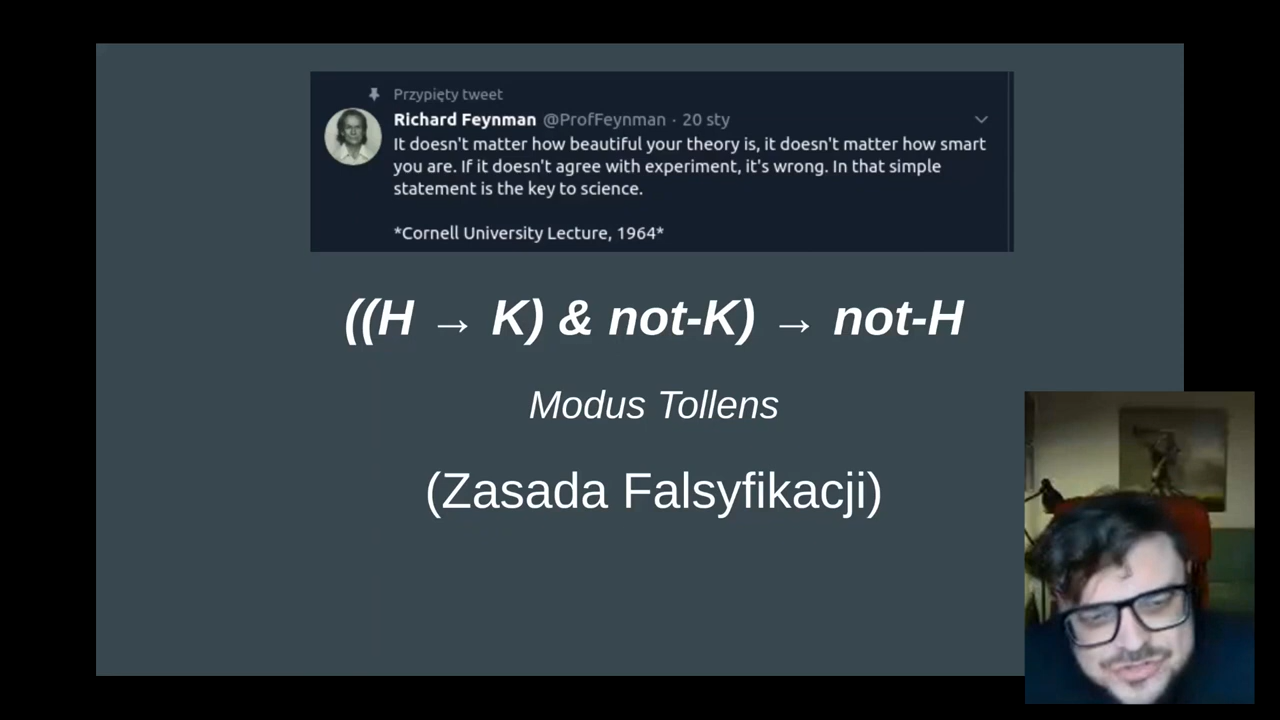 Przypięty tweet
Richard Feynman @ProfFeynman · 20 sty
It doesn't matter how beautiful your theory is, it doesn't matter how smart
you are. If it doesn't agree with experiment, it's wrong. In that simple
statement is the key to science.
*Cornell University Lecture, 1964*
((H → K) & not-K) → not-H
Modus Tollens
(Zasada Falsyfikacji)